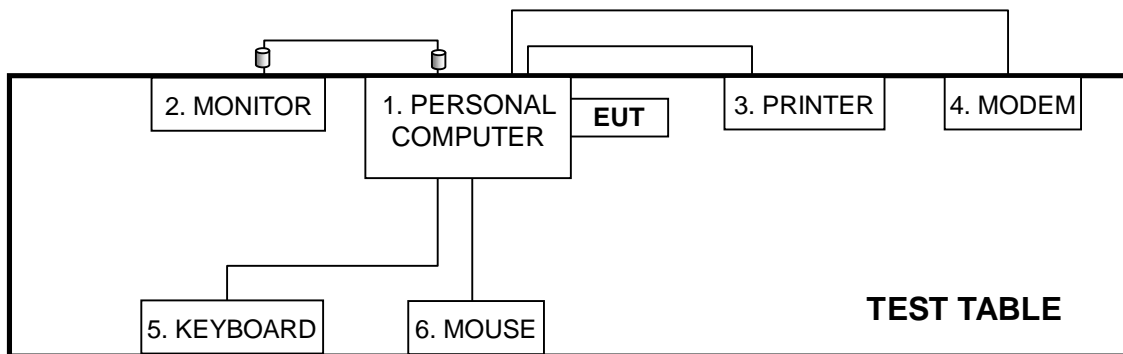 2. MONITOR
1. PERSONAL
COMPUTER
EUT
3. PRINTER
4. MODEM
5. KEYBOARD
6. MOUSE
TEST TABLE